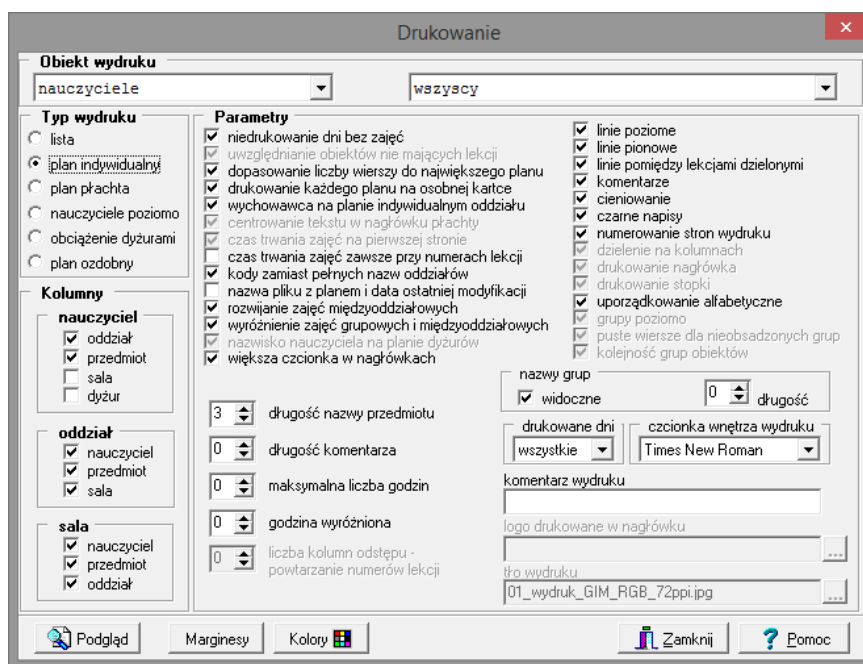 Drukowanie
Obiekt wydruku
nauczyciele
wszyscy
Typ wydruku
lista
plan indywidualny
plan płachta
nauczyciele poziomo
obciążenie dyżurami
plan ozdobny
Kolumny
nauczyciel
oddział
przedmiot
sala
dyżur
oddział
nauczyciel
przedmiot
sala
sala
nauczyciel
przedmiot
oddział
Parametry
niedrukowanie dni bez zajęć
uwzględnianie obiektów nie mających lekcji
dopasowanie liczby wierszy do największego planu
drukowanie każdego planu na osobnej kartce
wychowawca na planie indywidualnym oddziału
centrowanie tekstu w nagłówku płachty
czas trwania zajęć na pierwszej stronie
czas trwania zajęć zawsze przy numerach lekcji
kody zamiast pełnych nazw oddziałów
nazwa pliku z planem i data ostatniej modyfikacji
rozwijanie zajęć międzyoddziałowych
wyróżnienie zajęć grupowych i międzyoddziałowych
nazwisko nauczyciela na planie dyżurów
większa czcionka w nagłówkach
linie poziome
linie pionowe
linie pomiędzy lekcjami dzielonymi
komentarze
cieniowanie
czarne napisy
numerowanie stron wydruku
dzielenie na kolumnach
drukowanie nagłówka
drukowanie stopki
uporządkowanie alfabetyczne
grupy poziomo
puste wiersze dla nieobsadzonych grup
kolejność grup obiektów
3 długość nazwy przedmiotu
0 długość komentarza
0 maksymalna liczba godzin
0 godzina wyróżniona
0 liczba kolumn odstępu -
powtarzanie numerów lekcji
nazwy grup
widoczne
0 długość
drukowane dni
wszystkie
czcionka wnętrza wydruku
Times New Roman
komentarz wydruku
logo drukowane w nagłówku
...
tło wydruku
01_wydruk_GIM_RGB_72ppi.jpg
...
Podgląd
Marginesy
Kolory
Zamknij
Pomoc